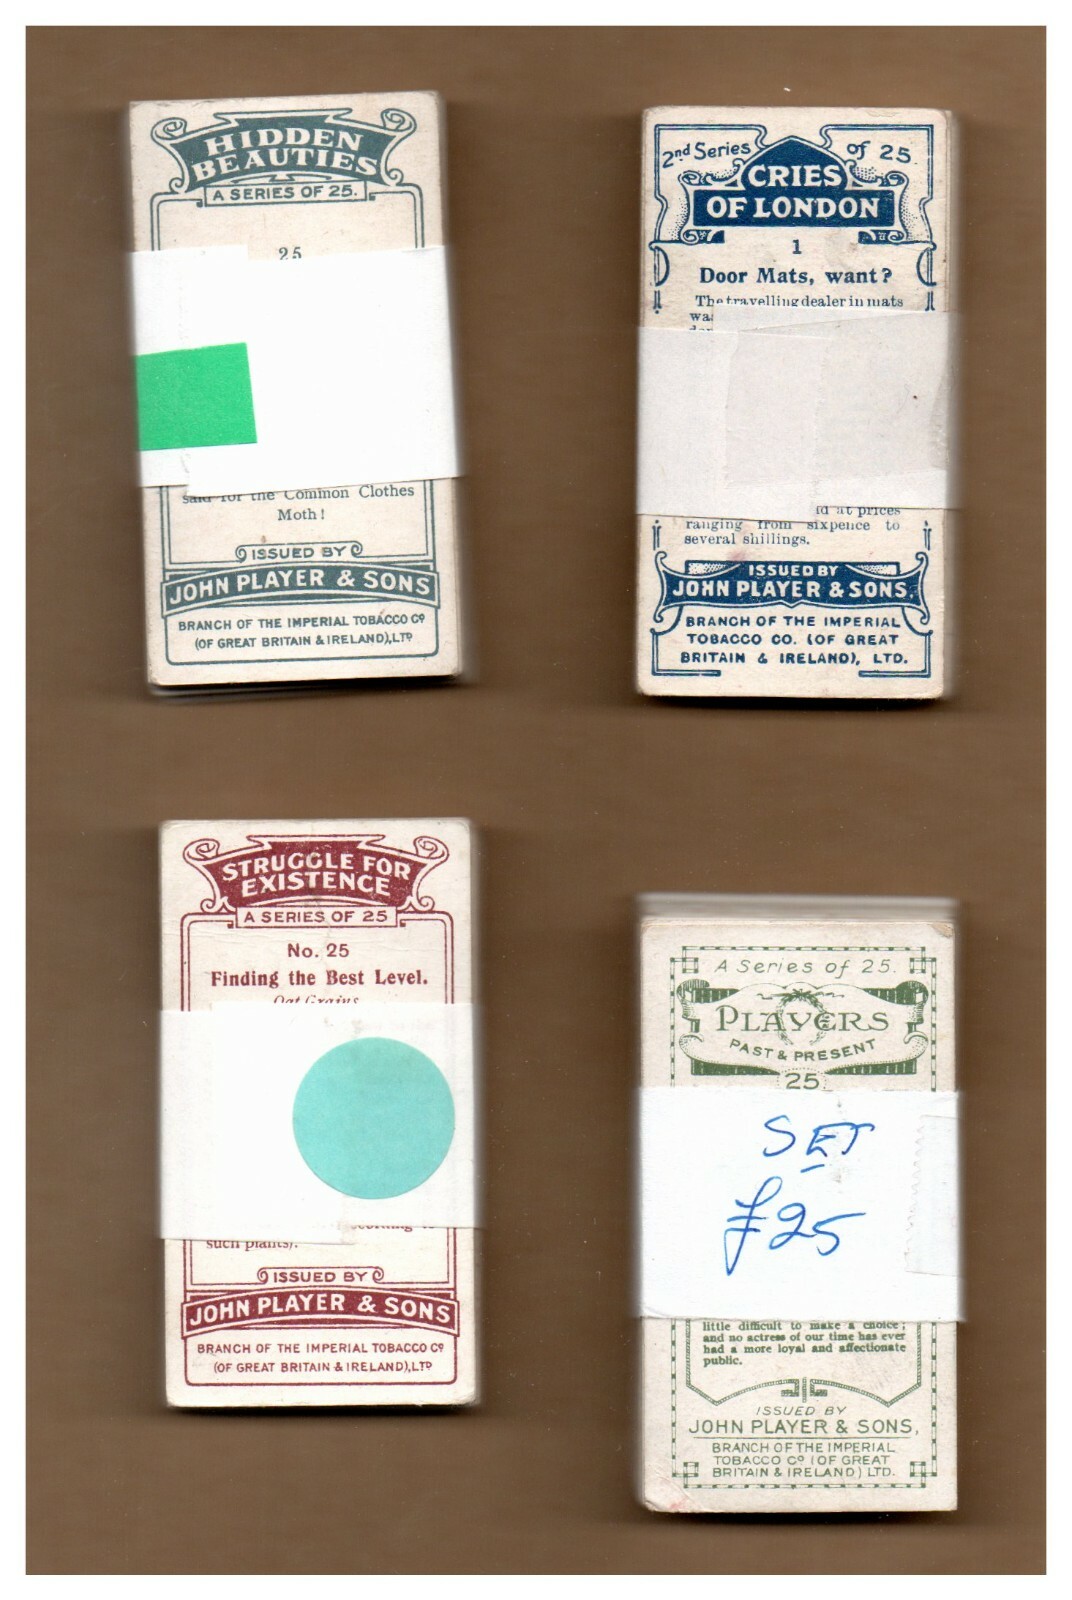 HIDDEN
BEAUTIES
A SERIES OF 25.
25
said for the Common Clothes
Moth!
ISSUED BY
JOHN PLAYER & SONS
BRANCH OF THE IMPERIAL TOBACCO Cº
(OF GREAT BRITAIN & IRELAND), LTD
2nd Series of 25.
CRIES
OF LONDON
1
Door Mats, want?
The travelling dealer in mats
was
at prices
ranging from sixpence to
several shillings.
ISSUED BY
JOHN PLAYER & SONS,
BRANCH OF THE IMPERIAL
TOBACCO CO. (OF GREAT
BRITAIN & IRELAND), LTD.
STRUGGLE FOR
EXISTENCE
A SERIES OF 25
No. 25
Finding the Best Level.
Oat Grains
according to
such plants).
ISSUED BY
JOHN PLAYER & SONS
BRANCH OF THE IMPERIAL TOBACCO Cº
(OF GREAT BRITAIN & IRELAND), LTD
A Series of 25.
PLAYERS
PAST & PRESENT
25
SET
£25
little difficult to make a choice;
and no actress of our time has ever
had a more loyal and affectionate
public.
ISSUED BY
JOHN PLAYER & SONS,
BRANCH OF THE IMPERIAL
TOBACCO Cº (OF GREAT
BRITAIN & IRELAND) LTD.